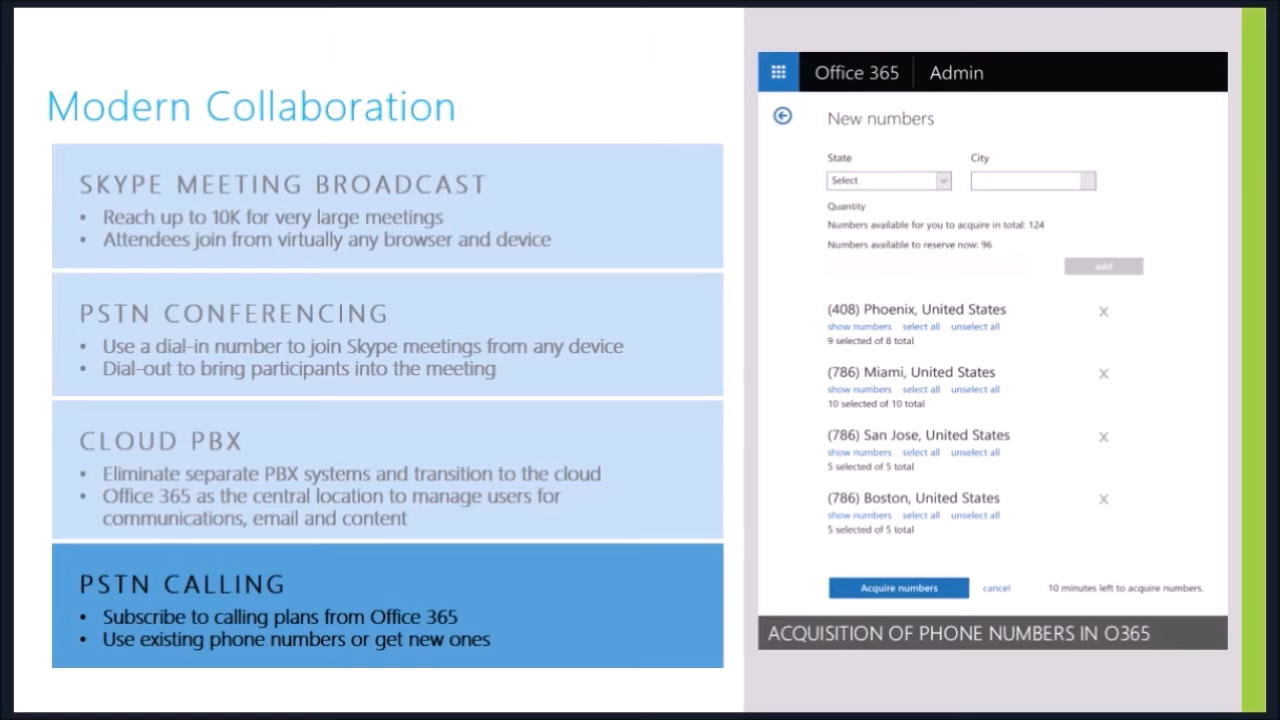 Modern Collaboration
SKYPE MEETING BROADCAST
• Reach up to 10K for very large meetings
• Attendees join from virtually any browser and device
PSTN CONFERENCING
• Use a dial-in number to join Skype meetings from any device
• Dial-out to bring participants into the meeting
CLOUD PBX
• Eliminate separate PBX systems and transition to the cloud
• Office 365 as the central location to manage users for
communications, email and content
PSTN CALLING
• Subscribe to calling plans from Office 365
• Use existing phone numbers or get new ones
Office 365 Admin
New numbers
State City
Select
Quantity
Numbers available for you to acquire in total: 124
Numbers available to reserve now: 96
add
(408) Phoenix, United States X
show numbers select all unselect all
9 selected of 8 total
(786) Miami, United States X
show numbers select all unselect all
10 selected of 10 total
(786) San Jose, United States X
show numbers select all unselect all
5 selected of 5 total
(786) Boston, United States X
show numbers select all unselect all
5 selected of 5 total
Acquire numbers cancel 10 minutes left to acquire numbers.
ACQUISITION OF PHONE NUMBERS IN O365